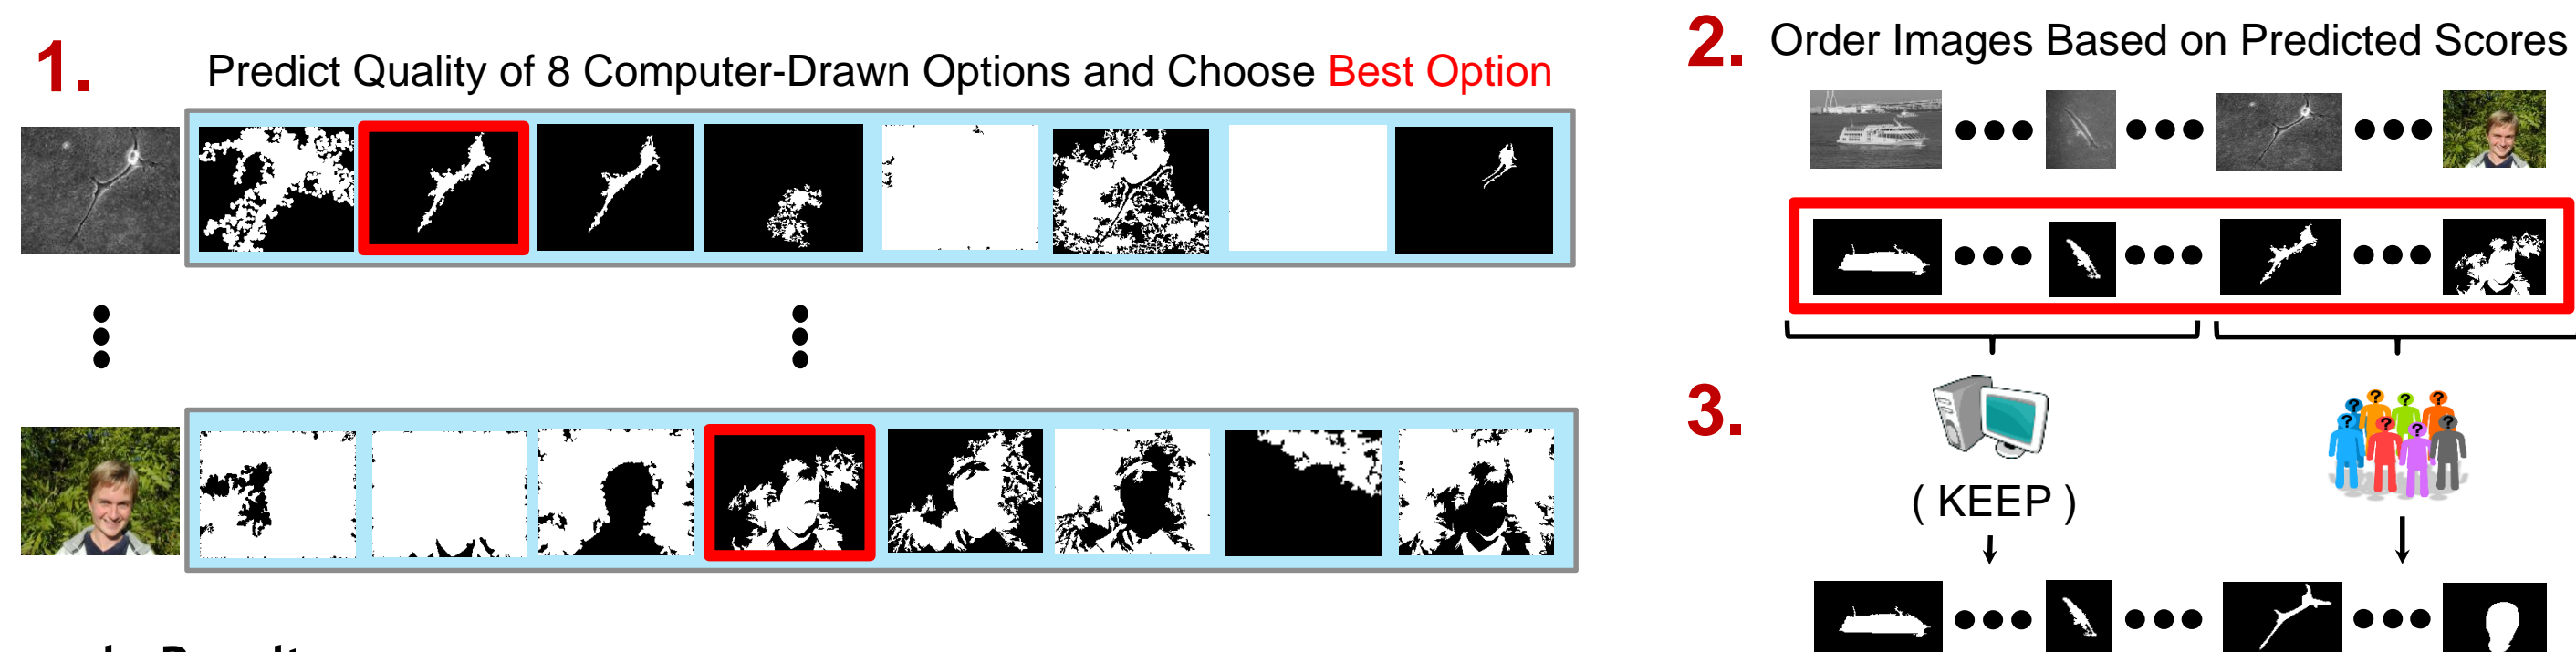 1.
Predict Quality of 8 Computer-Drawn Options and Choose Best Option
2.
Order Images Based on Predicted Scores
3.
( KEEP )
? ? ? ? ? ? ? ?